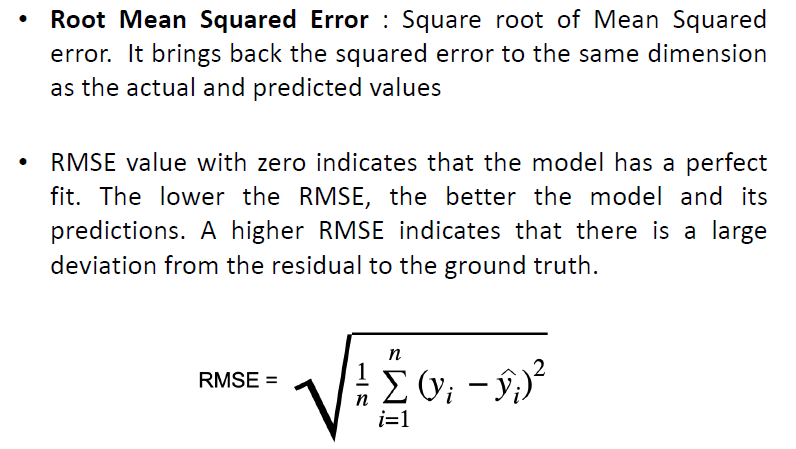 • Root Mean Squared Error : Square root of Mean Squared
error. It brings back the squared error to the same dimension
as the actual and predicted values
• RMSE value with zero indicates that the model has a perfect
fit. The lower the RMSE, the better the model and its
predictions. A higher RMSE indicates that there is a large
deviation from the residual to the ground truth.
RMSE = √(1/n ∑_{i=1}^{n} (y_i − ŷ_i)²)